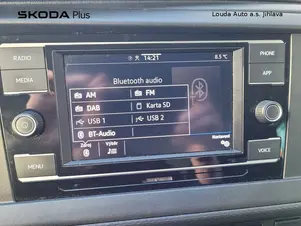 ŠKODA Plus
Louda Auto a.s. Jihlava
RADIO
MEDIA
MENU
14:21
8.5°C
Bluetooth audio
AM
FM
DAB
Karta SD
USB 1
USB 2
BT-Audio
Zdroj
Výběr
Nastavení
PHONE
APP
VOICE